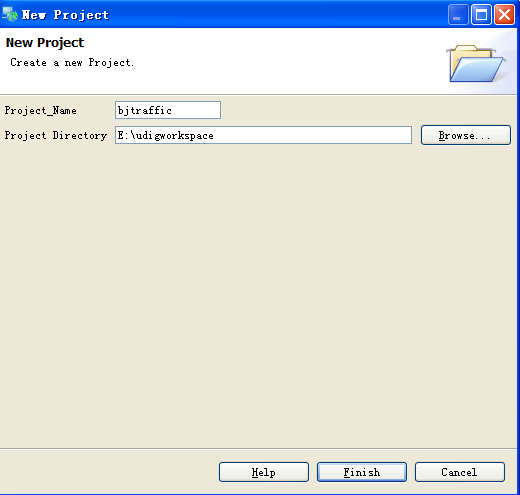 New Project
New Project
Create a new Project.
Project_Name bjtraffic
Project Directory E:\udigworkspace Browse...
Help Finish Cancel